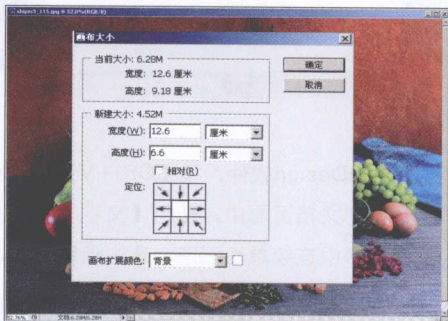 画布大小
当前大小: 6.28M
宽度: 12.6 厘米
高度: 9.18 厘米
确定
取消
新建大小: 4.52M
宽度(W): 12.6 厘米
高度(H): 6.6 厘米
相对(R)
定位:
画布扩展颜色: 背景